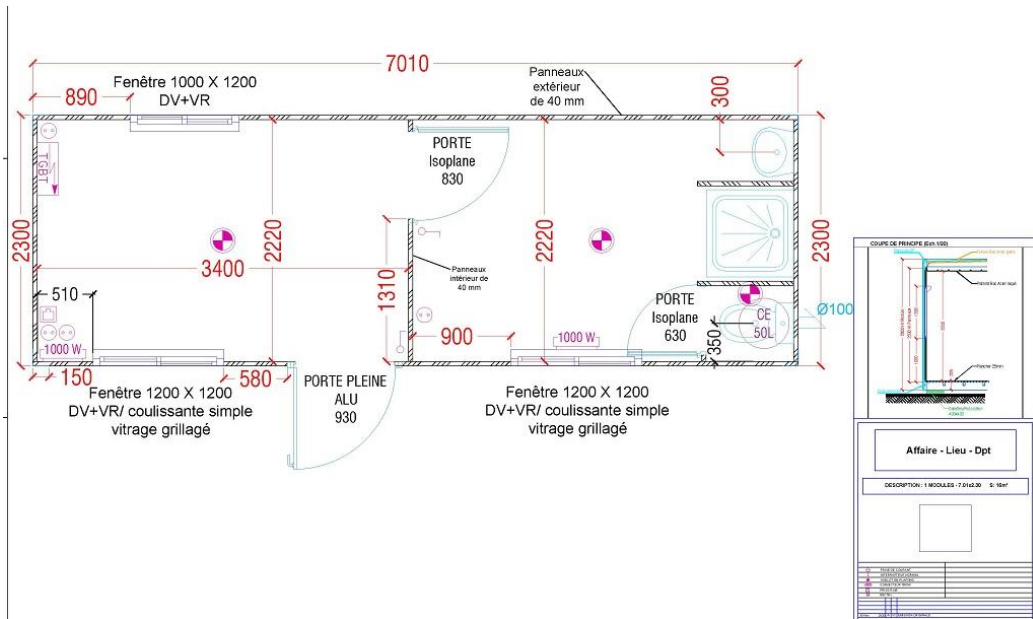 7010
Fenêtre 1000 X 1200
DV+VR
890
Panneaux
extérieur
de 40 mm
300
PORTE
Isoplane
830
TGBT
2300
2220
3400
2220
2300
1310
Panneaux
intérieur de
40 mm
510
1000 W
150
580
900
1000 W
PORTE
Isoplane
630
350
CE
50L
Ø100
Fenêtre 1200 X 1200
DV+VR/ coulissante simple
vitrage grillagé
PORTE PLEINE
ALU
930
Fenêtre 1200 X 1200
DV+VR/ coulissante simple
vitrage grillagé
COUPE DE PRINCIPE (Ech 1/20)
Affaire - Lieu - Dpt
DESCRIPTION : 1 MODULES - 7.01x2.30 S: 16m²